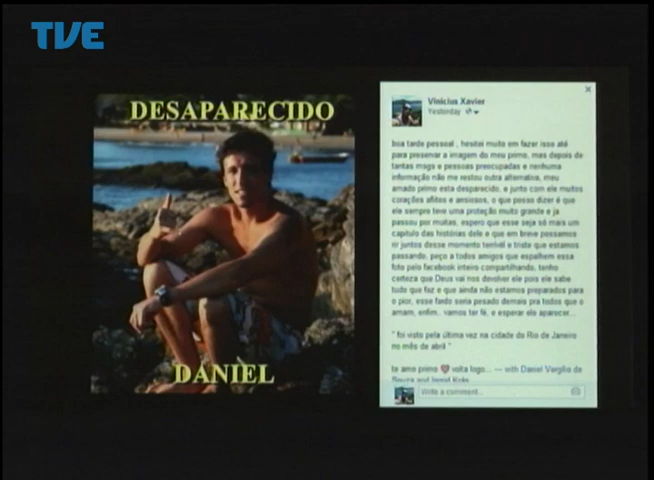 TVE
DESAPARECIDO
DANIEL
Vinicius Xavier
Yesterday
boa tarde pessoal , hesitei muito em fazer isso até
para preservar a imagem do meu primo, mas depois de
tantas msgs e pessoas preocupadas e nenhuma
informação não me restou outra alternativa, meu
amado primo esta desaparecido, e junto com ele muitos
corações aflitos e ansiosos, o que posso dizer é que
ele sempre teve uma proteção muito grande e ja
passou por muitas, espero que esse seja só mais um
capitulo das histórias dele e que em breve possamos
rir juntos desse momento terrível e triste que estamos
passando, peço a todos amigos que espalhem essa
foto pelo facebook inteiro compartilhando, tenho
certeza que Deus vai nos devolver ele pois ele sabe
tudo que faz e que ainda não estamos preparados para
o pior, esse fardo seria pesado demais pra todos que o
amam, enfim.. vamos ter fé, e esperar ele aparecer...
" foi visto pela última vez na cidade do Rio de Janeiro
no mês de abril "
te amo primo ❤ volta logo... — with Daniel Vergilio de
Souza and
Write a comment...